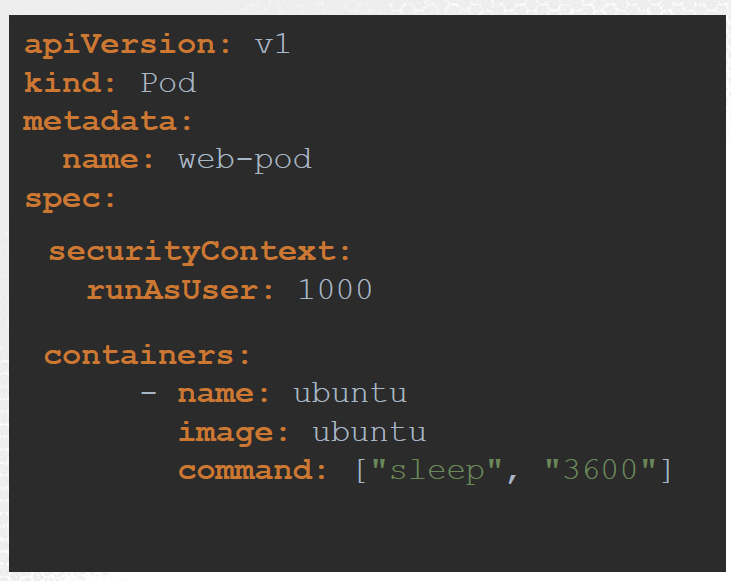 apiVersion: v1
kind: Pod
metadata:
  name: web-pod
spec:
  securityContext:
    runAsUser: 1000
  containers:
      - name: ubuntu
        image: ubuntu
        command: ["sleep", "3600"]